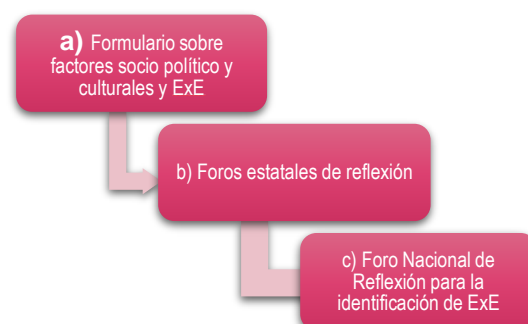 a) Formulario sobre
factores socio político y
culturales y ExE
b) Foros estatales de reflexión
c) Foro Nacional de
Reflexión para la
identificación de ExE